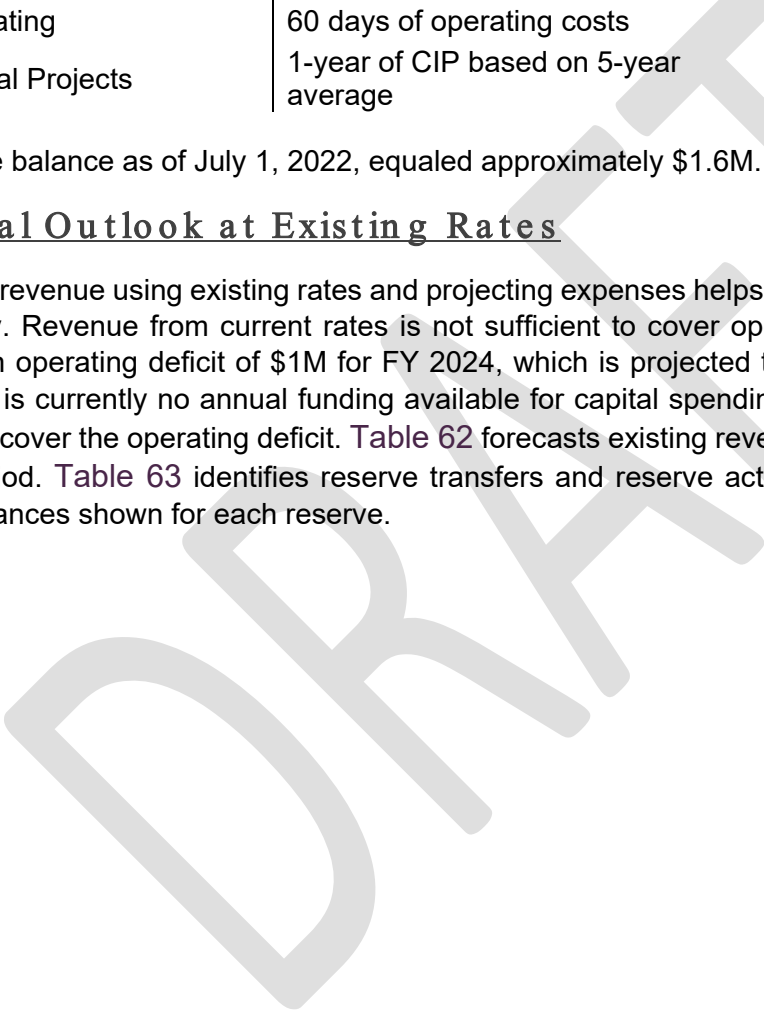 ating
60 days of operating costs
al Projects
1-year of CIP based on 5-year
average
e balance as of July 1, 2022, equaled approximately $1.6M.
al Outlook at Existing Rates
revenue using existing rates and projecting expenses helps
. Revenue from current rates is not sufficient to cover op
n operating deficit of $1M for FY 2024, which is projected t
is currently no annual funding available for capital spendin
cover the operating deficit. Table 62 forecasts existing reve
od. Table 63 identifies reserve transfers and reserve act
ances shown for each reserve.
DRAFT